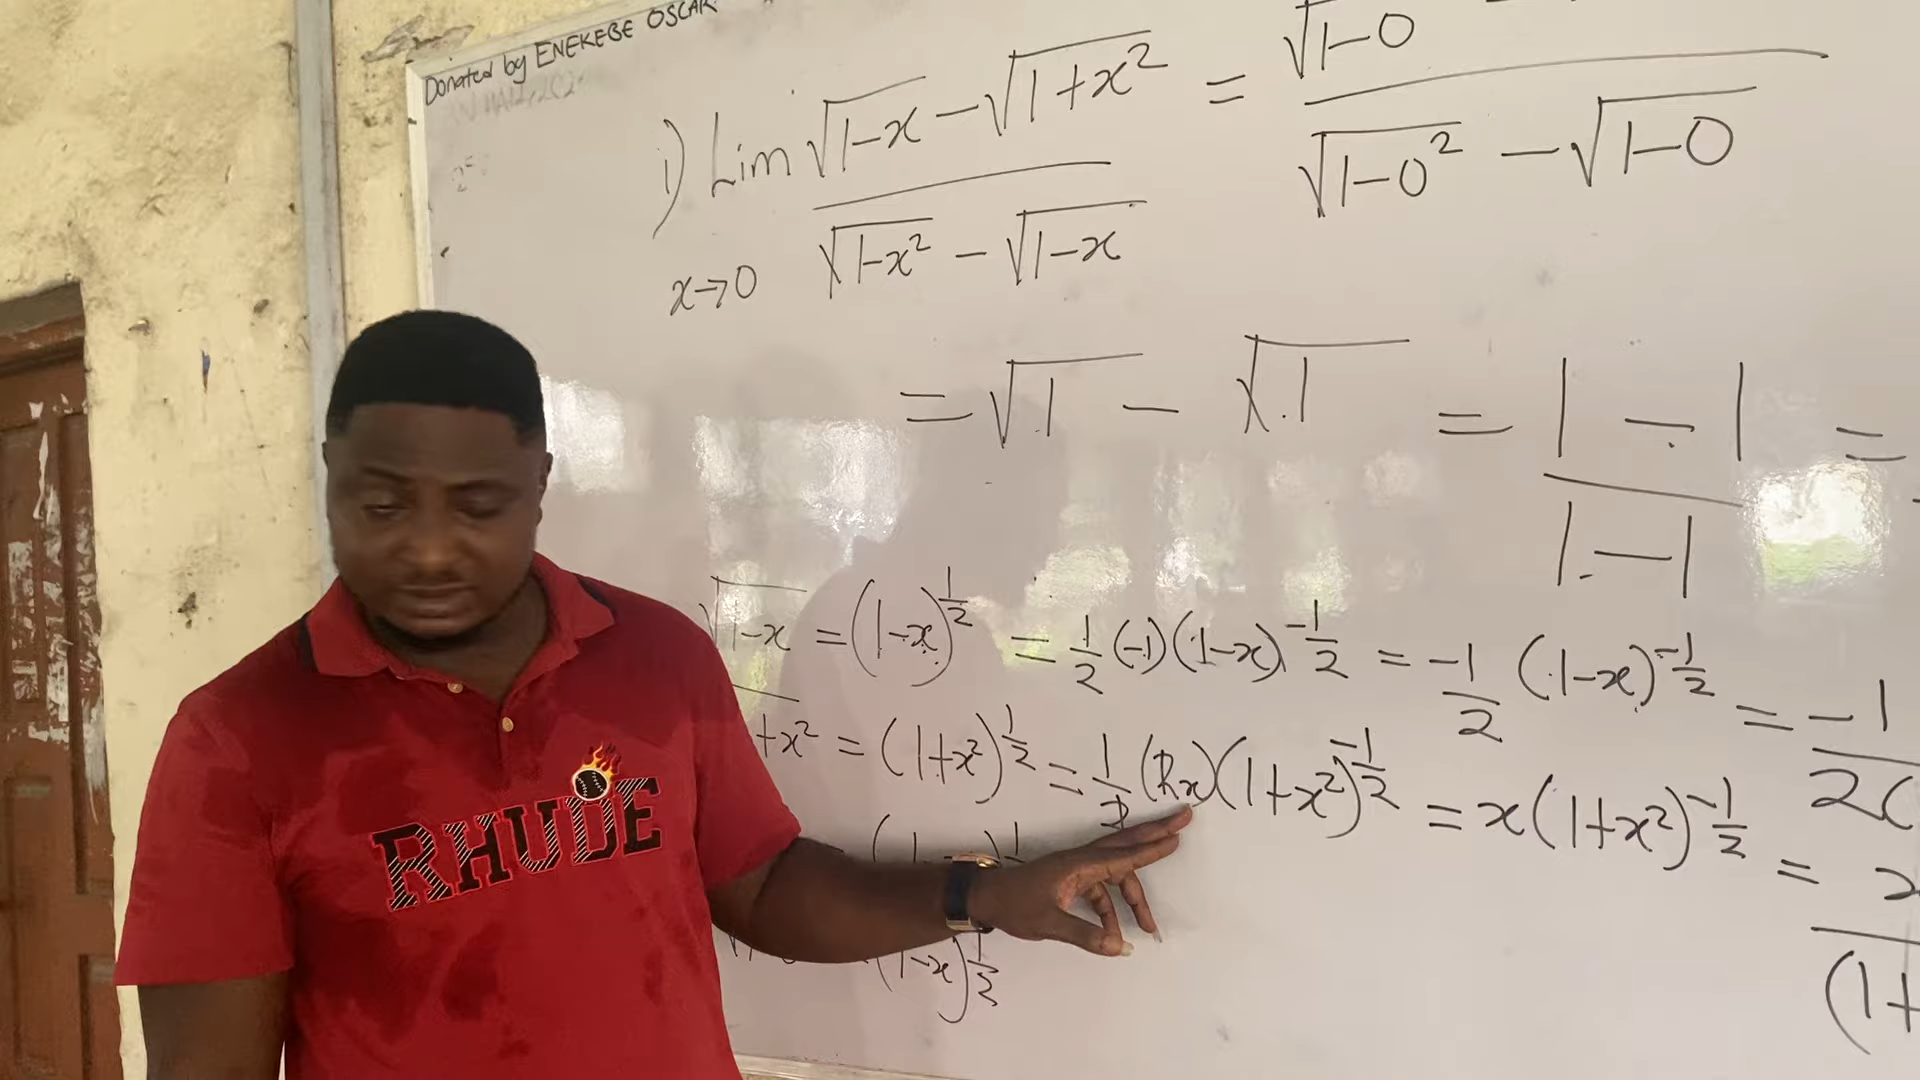 Donated by ENEKEBE OSCAR
i) Lim √(1-x) - √(1+x²) = √(1-0)
x→0 √(1-x²) - √(1-x) √(1-0²) - √(1-0)
= √1 - √1 = 1 - 1 =
1 - 1
√(1-x) = (1-x)^(1/2) = 1/2 (-1)(1-x)^(-1/2) = -1/2 (1-x)^(-1/2) = -1/2(
+x² = (1+x²)^(1/2) = 1/2 (2x)(1+x²)^(-1/2) = x(1+x²)^(-1/2) =
(1+
(1-x)^(1/2)
RHUDE